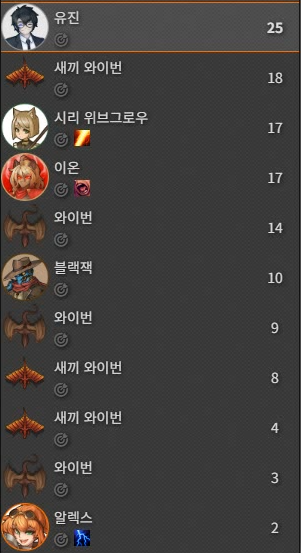 유진 25
새끼 와이번 18
시리 위브그로우 17
이온 17
와이번 14
블랙잭 10
와이번 9
새끼 와이번 8
새끼 와이번 4
와이번 3
알렉스 2